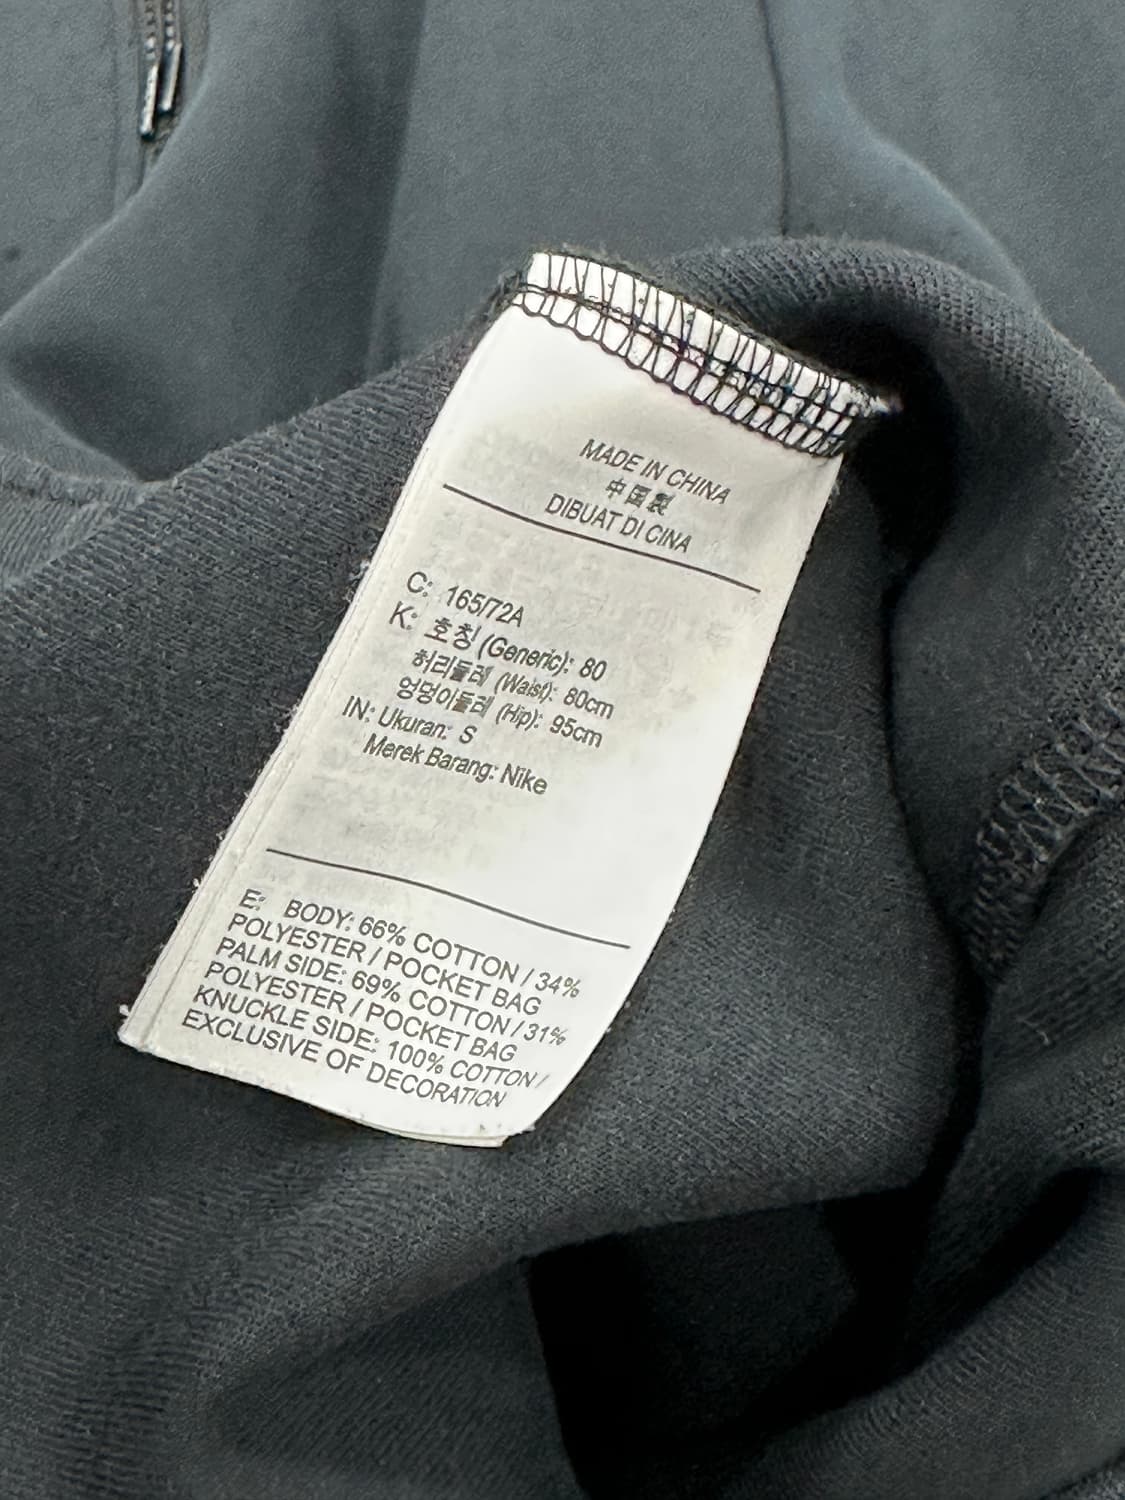 MADE IN CHINA
中国製
DIBUAT DI CINA
C: 165/72A
K: 호칭 (Generic): 80
허리둘레 (Waist): 80cm
엉덩이둘레 (Hip): 95cm
IN: Ukuran: S
Merek Barang: Nike
E: BODY: 66% COTTON / 34%
POLYESTER / POCKET BAG
PALM SIDE: 69% COTTON / 31%
POLYESTER / POCKET BAG
KNUCKLE SIDE: 100% COTTON /
EXCLUSIVE OF DECORATION